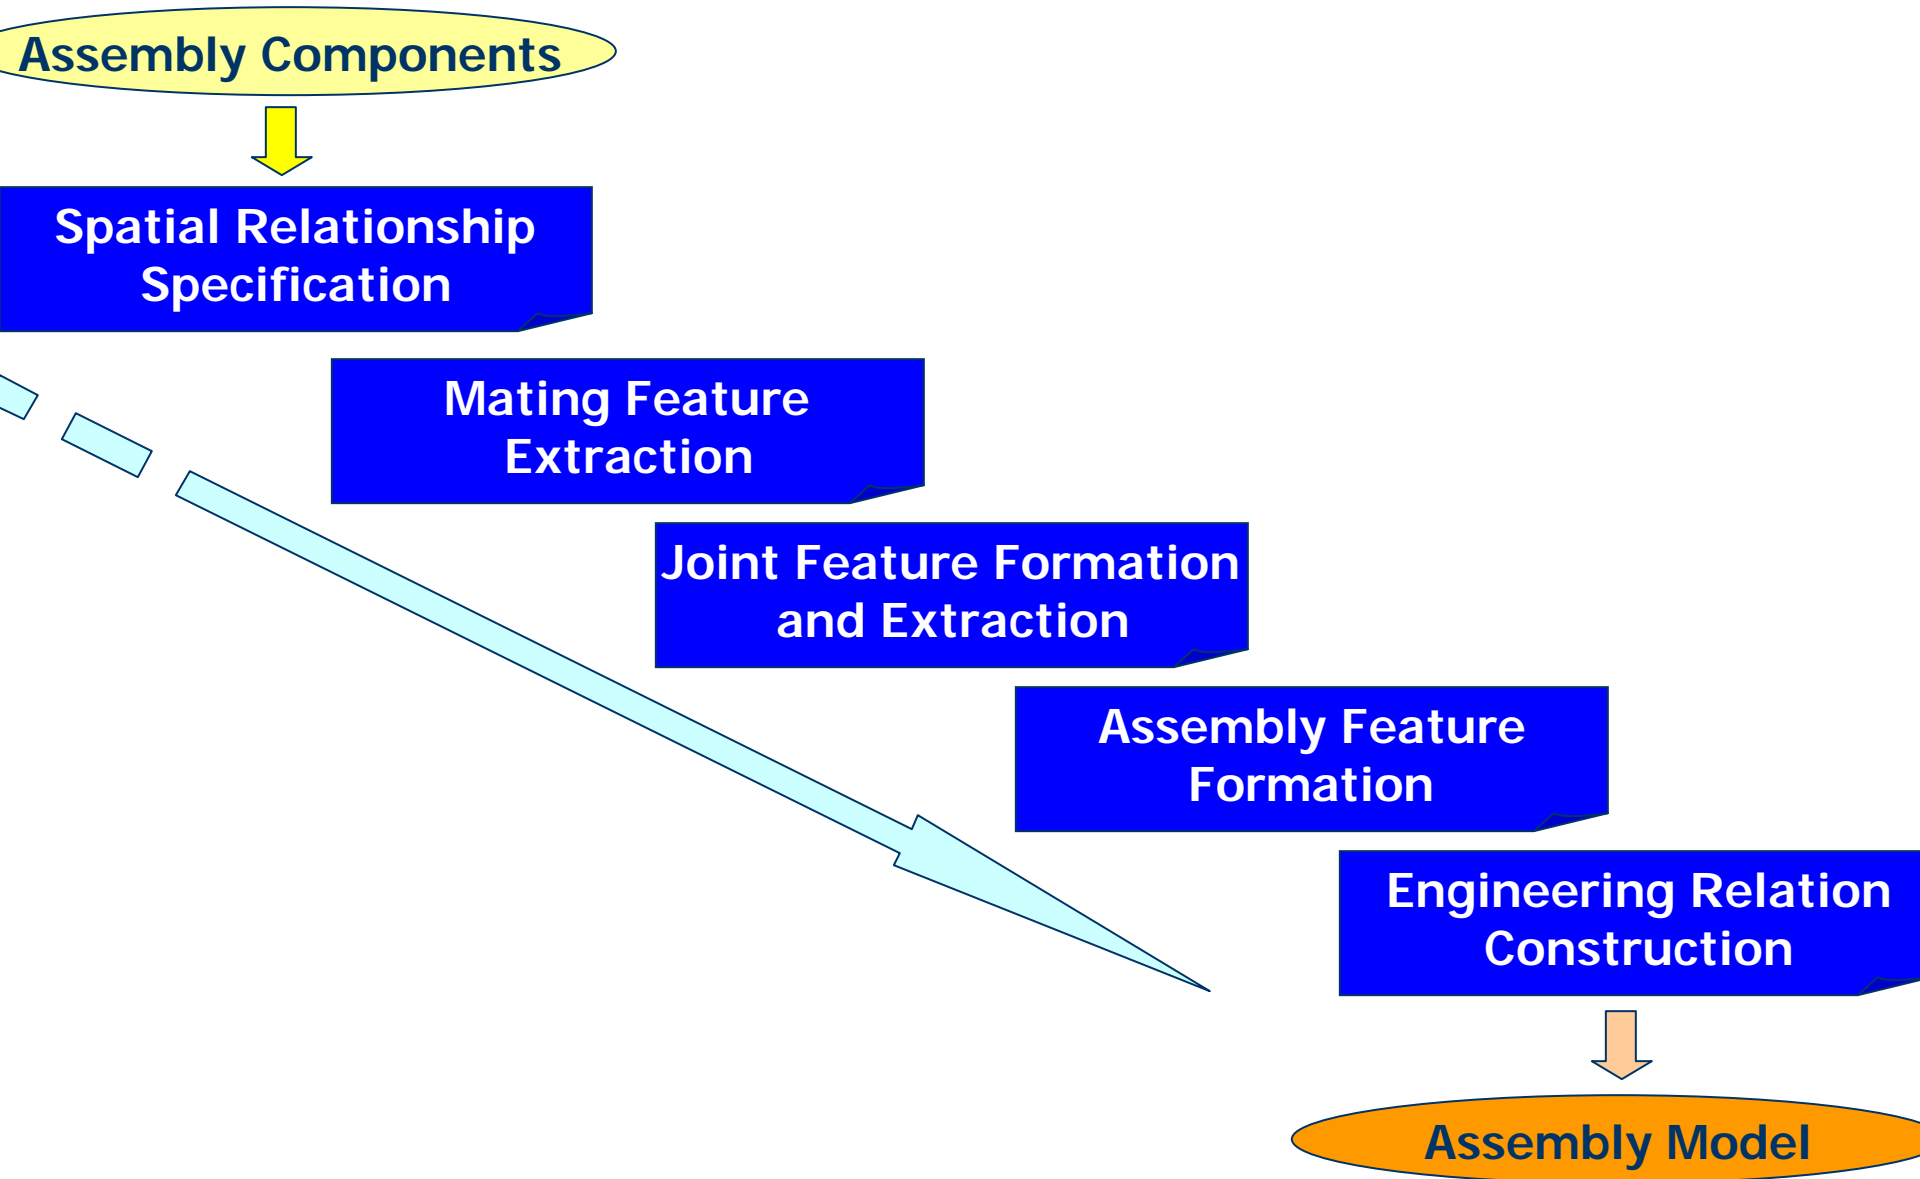 Assembly Components
Spatial Relationship
Specification
Mating Feature
Extraction
Joint Feature Formation
and Extraction
Assembly Feature
Formation
Engineering Relation
Construction
Assembly Model